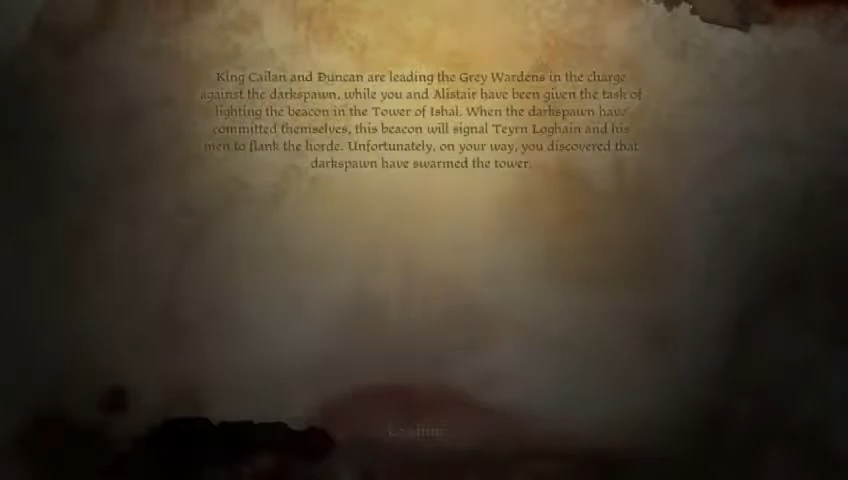 King Cailan and Duncan are leading the Grey Wardens in the charge
against the darkspawn, while you and Alistair have been given the task of
lighting the beacon in the Tower of Ishal. When the darkspawn have
committed themselves, this beacon will signal Teyrn Loghain and his
men to flank the horde. Unfortunately, on your way, you discovered that
darkspawn have swarmed the tower.